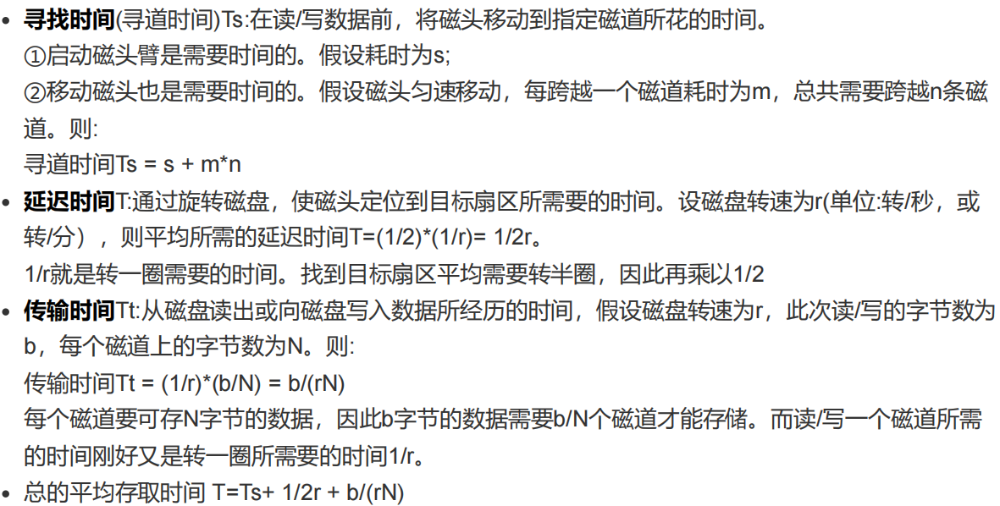 • 寻找时间(寻道时间)Ts:在读/写数据前，将磁头移动到指定磁道所花的时间。
①启动磁头臂是需要时间的。假设耗时为s;
②移动磁头也是需要时间的。假设磁头匀速移动，每跨越一个磁道耗时为m，总共需要跨越n条磁
道。则:
寻道时间Ts = s + m*n
• 延迟时间T:通过旋转磁盘，使磁头定位到目标扇区所需要的时间。设磁盘转速为r(单位:转/秒，或
转/分），则平均所需的延迟时间T=(1/2)*(1/r)= 1/2r。
1/r就是转一圈需要的时间。找到目标扇区平均需要转半圈，因此再乘以1/2
• 传输时间Tt:从磁盘读出或向磁盘写入数据所经历的时间，假设磁盘转速为r，此次读/写的字节数为
b，每个磁道上的字节数为N。则:
传输时间Tt = (1/r)*(b/N) = b/(rN)
每个磁道要可存N字节的数据，因此b字节的数据需要b/N个磁道才能存储。而读/写一个磁道所需
的时间刚好又是转一圈所需要的时间1/r。
• 总的平均存取时间 T=Ts+ 1/2r + b/(rN)